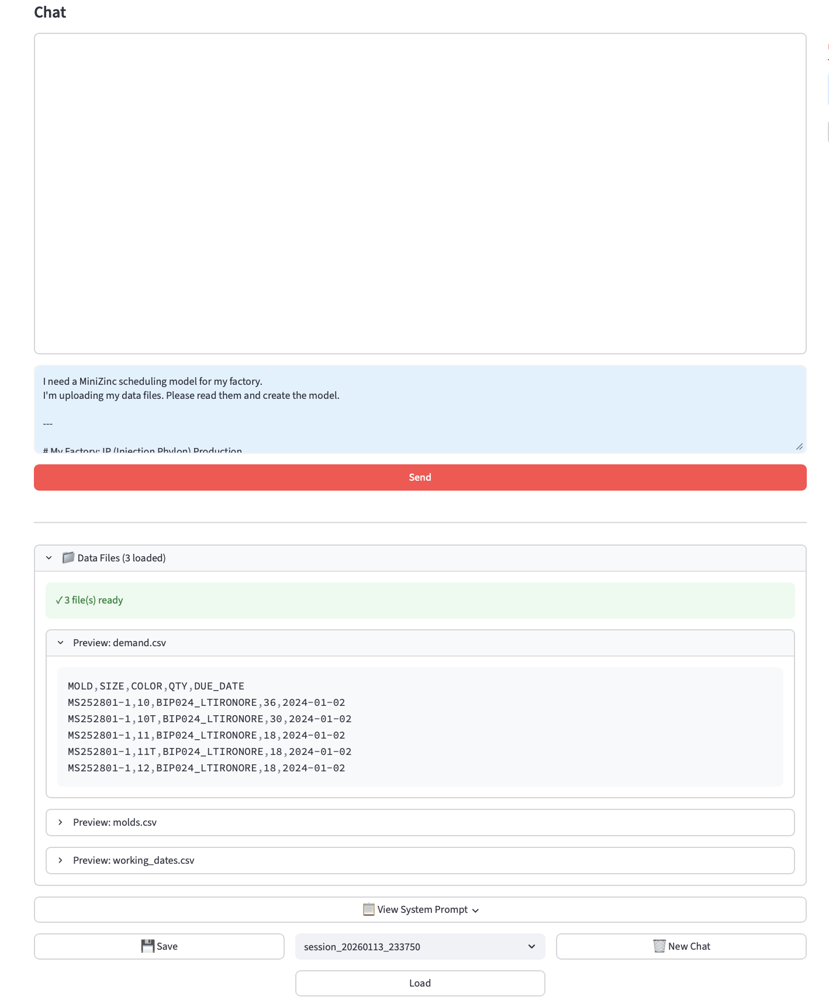 Chat
I need a MiniZinc scheduling model for my factory.
I'm uploading my data files. Please read them and create the model.
---
# My Factory: IP (Injection Phylon) Production
Send
Data Files (3 loaded)
✓ 3 file(s) ready
Preview: demand.csv
MOLD,SIZE,COLOR,QTY,DUE_DATE
MS252801-1,10,BIP024_LTIRONORE,36,2024-01-02
MS252801-1,10T,BIP024_LTIRONORE,30,2024-01-02
MS252801-1,11,BIP024_LTIRONORE,18,2024-01-02
MS252801-1,11T,BIP024_LTIRONORE,18,2024-01-02
MS252801-1,12,BIP024_LTIRONORE,18,2024-01-02
Preview: molds.csv
Preview: working_dates.csv
View System Prompt
Save
session_20260113_233750
New Chat
Load